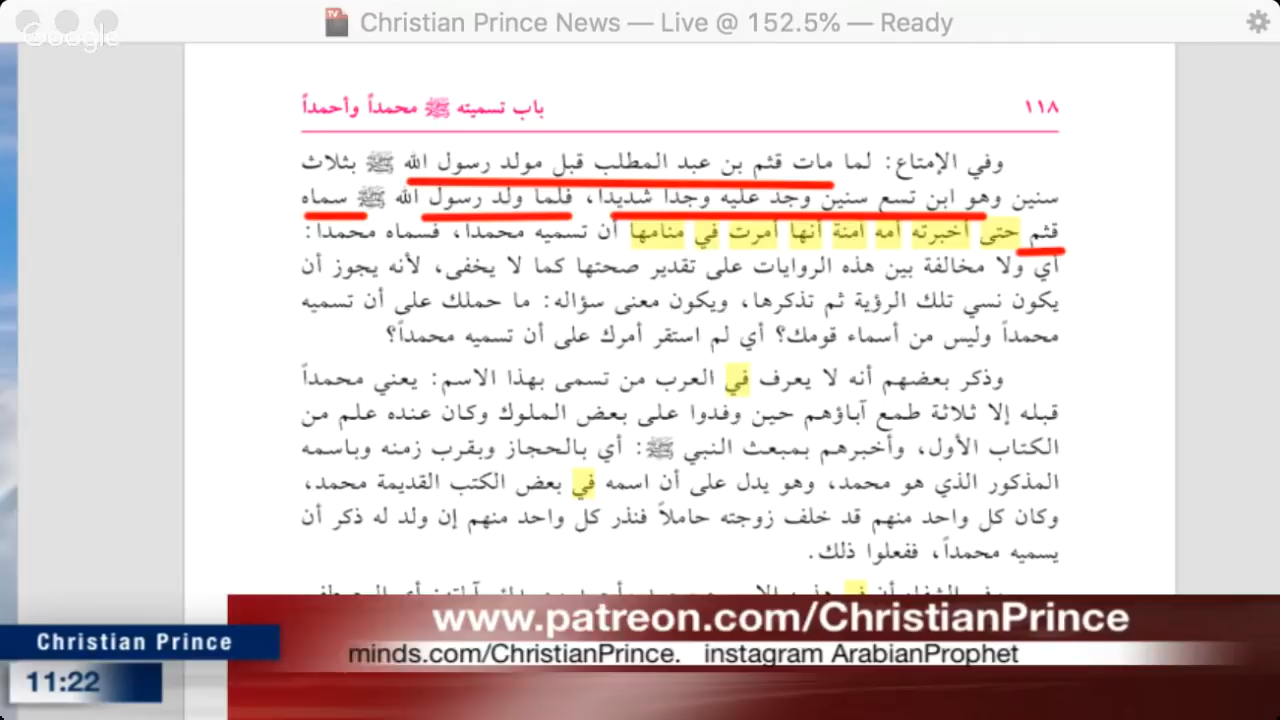 Christian Prince News — Live @ 152.5% — Ready
Google
١١٨
باب تسميته ﷺ محمداً وأحمداً
وفي الإمتاع: لما مات قثم بن عبد المطلب قبل مولد رسول الله ﷺ بثلاث
سنين وهو ابن تسع سنين وجد عليه وجداً شديداً، فلما ولد رسول الله ﷺ سماه
قثم حتى أخبرته أمه آمنة أنها أمرت في منامها أن تسميه محمداً، فسماه محمداً:
أي ولا مخالفة بين هذه الروايات على تقدير صحتها كما لا يخفى، لأنه يجوز أن
يكون نسي تلك الرؤية ثم تذكرها، ويكون معنى سؤاله: ما حملك على أن تسميه
محمداً وليس من أسماء قومك؟ أي لم استقر أمرك على أن تسميه محمداً؟
وذكر بعضهم أنه لا يعرف في العرب من تسمى بهذا الاسم: يعني محمداً
قبله إلا ثلاثة طمع آباؤهم حين وفدوا على بعض الملوك وكان عنده علم من
الكتاب الأول، وأخبرهم بمبعث النبي ﷺ: أي بالحجاز وبقرب زمنه وباسمه
المذكور الذي هو محمد، وهو يدل على أن اسمه في بعض الكتب القديمة محمد،
وكان كل واحد منهم قد خلف زوجته حاملاً فنذر كل واحد منهم إن ولد له ذكر أن
يسميه محمداً، ففعلوا ذلك.
www.patreon.com/ChristianPrince
Christian Prince
minds.com/ChristianPrince. instagram ArabianProphet
11:22